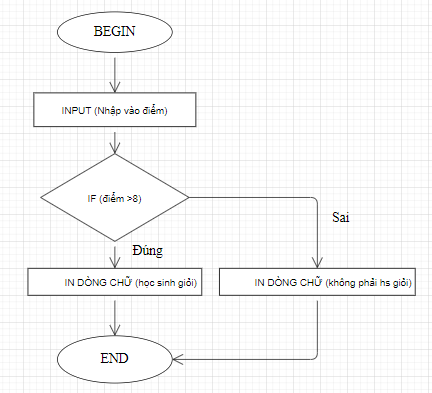 BEGIN
INPUT (Nhập vào điểm)
IF (điểm >8)
Sai
Đúng
IN DÒNG CHỮ (học sinh giỏi)
IN DÒNG CHỮ (không phải hs giỏi)
END